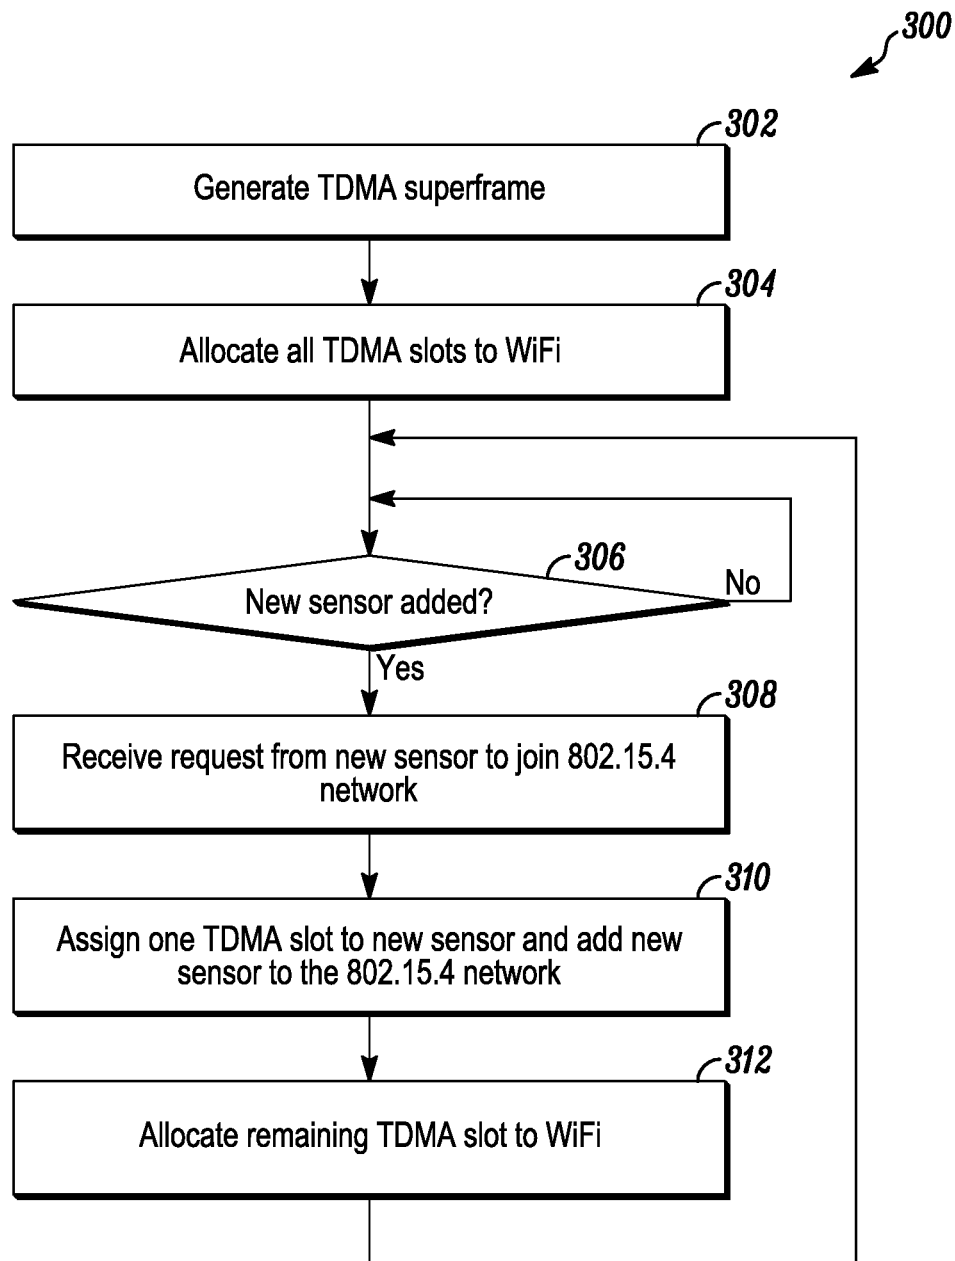 300
302
Generate TDMA superframe
304
Allocate all TDMA slots to WiFi
306
New sensor added?
No
Yes
308
Receive request from new sensor to join 802.15.4
network
310
Assign one TDMA slot to new sensor and add new
sensor to the 802.15.4 network
312
Allocate remaining TDMA slot to WiFi